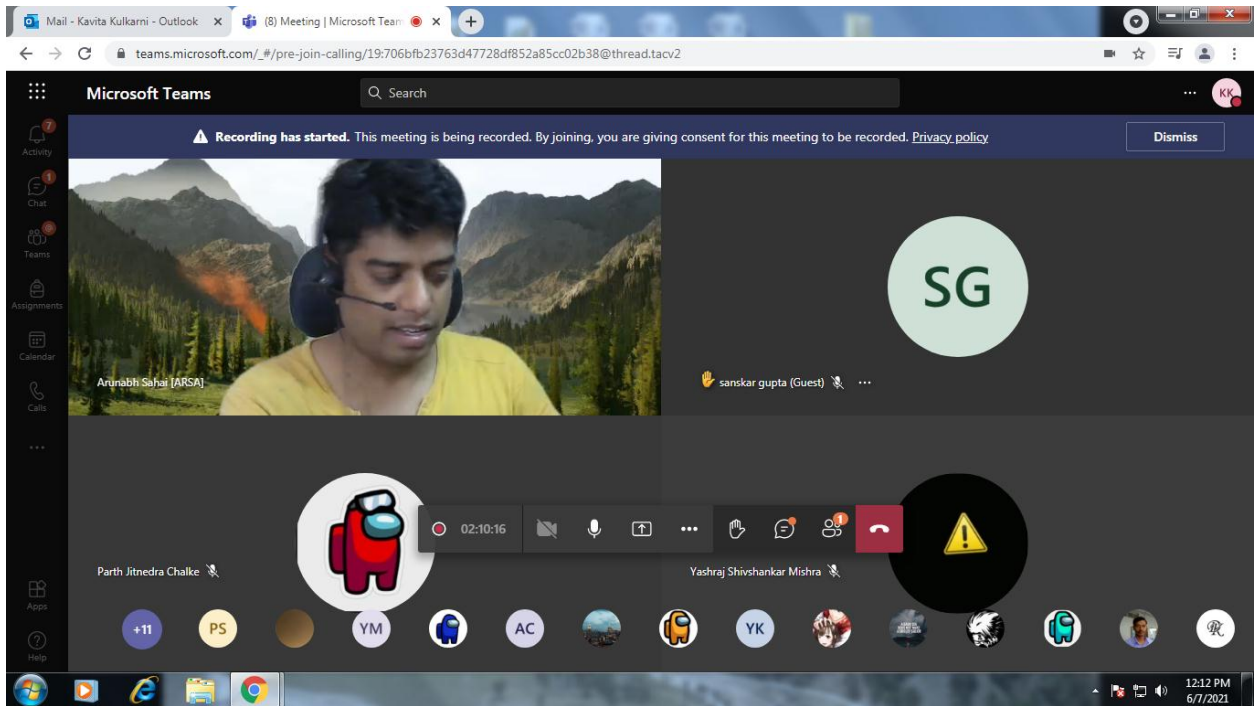 Mail - Kavita Kulkarni - Outlook
(8) Meeting | Microsoft Team
teams.microsoft.com/_#/pre-join-calling/19:706bfb23763d47728df852a85cc02b38@thread.tacv2
Microsoft Teams
Search
KK
Recording has started. This meeting is being recorded. By joining, you are giving consent for this meeting to be recorded. Privacy policy
Dismiss
7
Activity
1
Chat
Teams
Assignments
Calendar
Calls
Apps
Help
Arunabh Sahai [ARSA]
SG
sanskar gupta (Guest)
02:10:16
1
Parth Jitnedra Chalke
Yashraj Shivshankar Mishra
+11
PS
YM
AC
YK
12:12 PM
6/7/2021